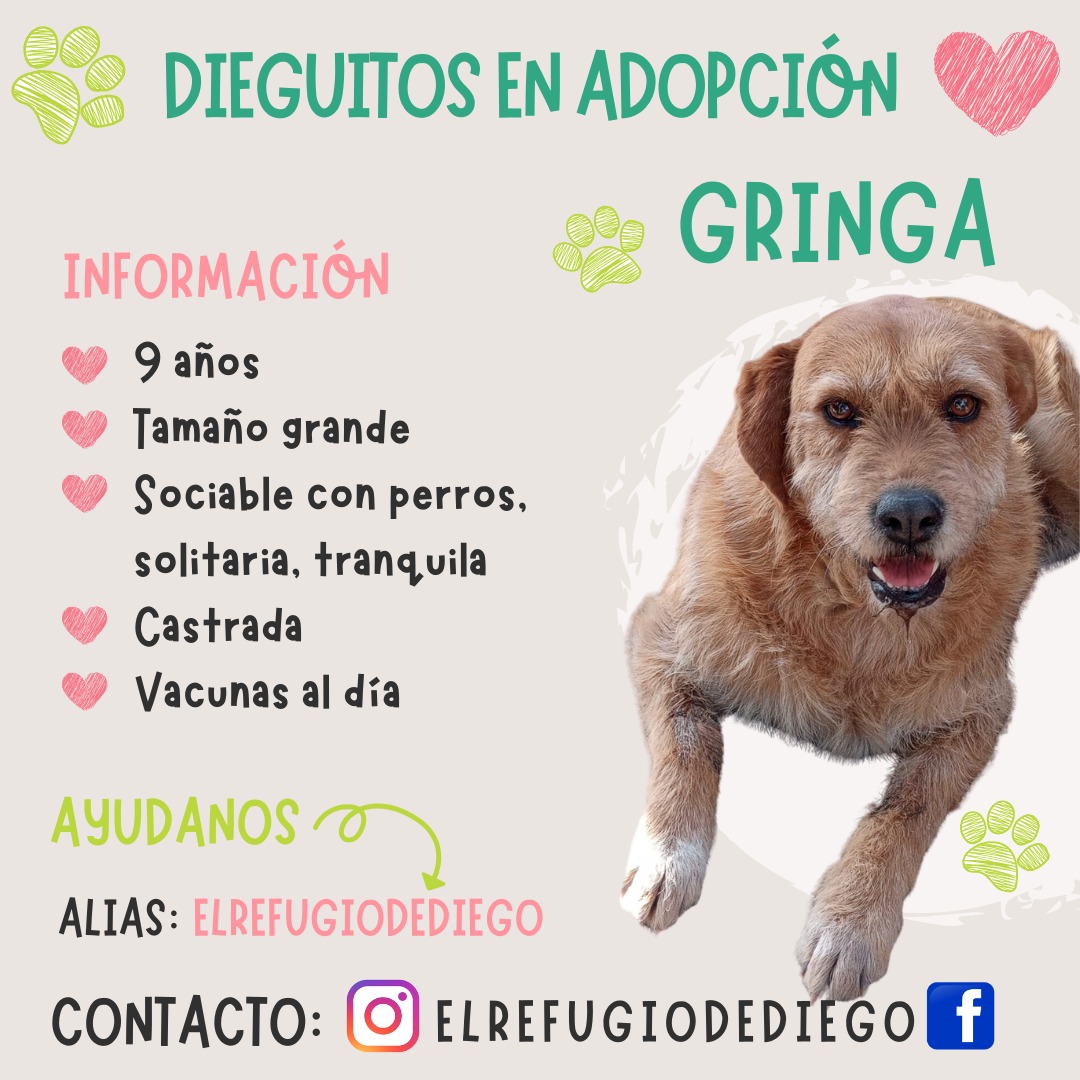 DIEGUITOS EN ADOPCIÓN
GRINGA
INFORMACIÓN
9 años
Tamaño grande
Sociable con perros,
solitaria, tranquila
Castrada
Vacunas al día
AYUDANOS
ALIAS: ELREFUGIODEDIEGO
CONTACTO: ELREFUGIODEDIEGO f